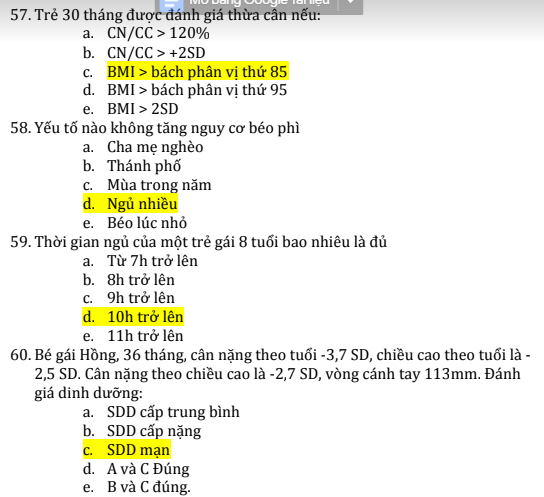 57. Trẻ 30 tháng được đánh giá thừa cân nếu:
a. CN/CC > 120%
b. CN/CC > +2SD
c. BMI > bách phân vị thứ 85
d. BMI > bách phân vị thứ 95
e. BMI > 2SD
58. Yếu tố nào không tăng nguy cơ béo phì
a. Cha mẹ nghèo
b. Thánh phố
c. Mùa trong năm
d. Ngủ nhiều
e. Béo lúc nhỏ
59. Thời gian ngủ của một trẻ gái 8 tuổi bao nhiêu là đủ
a. Từ 7h trở lên
b. 8h trở lên
c. 9h trở lên
d. 10h trở lên
e. 11h trở lên
60. Bé gái Hồng, 36 tháng, cân nặng theo tuổi -3,7 SD, chiều cao theo tuổi là -
2,5 SD. Cân nặng theo chiều cao là -2,7 SD, vòng cánh tay 113mm. Đánh
giá dinh dưỡng:
a. SDD cấp trung bình
b. SDD cấp nặng
c. SDD mạn
d. A và C Đúng
e. B và C đúng.